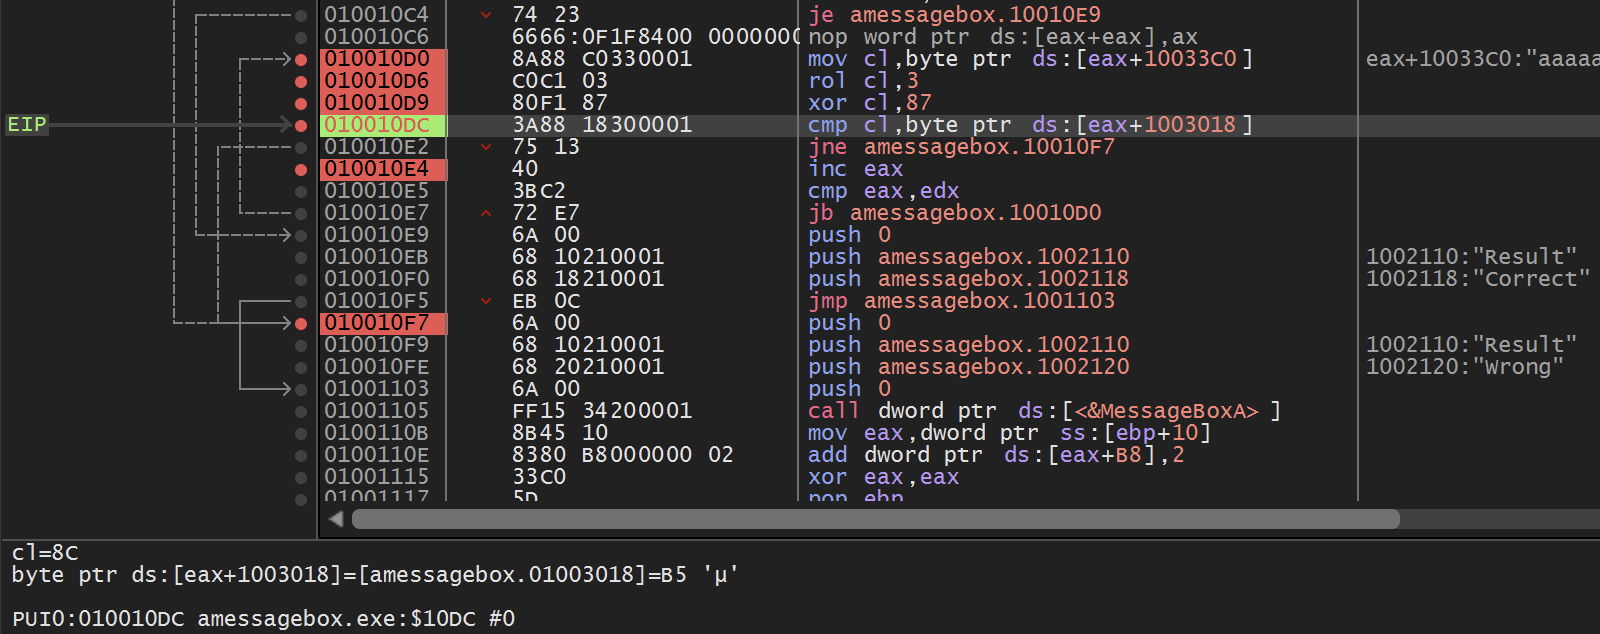 010010C4 74 23 je amessagebox.10010E9
010010C6 6666:0F1F8400 0000000 nop word ptr ds:[eax+eax],ax
010010D0 8A88 C0330001 mov cl,byte ptr ds:[eax+10033C0] eax+10033C0:"aaaaa
010010D6 C0C1 03 rol cl,3
010010D9 80F1 87 xor cl,87
EIP 010010DC 3A88 18300001 cmp cl,byte ptr ds:[eax+1003018]
010010E2 75 13 jne amessagebox.10010F7
010010E4 40 inc eax
010010E5 3BC2 cmp eax,edx
010010E7 72 E7 jb amessagebox.10010D0
010010E9 6A 00 push 0
010010EB 68 10210001 push amessagebox.1002110 1002110:"Result"
010010F0 68 18210001 push amessagebox.1002118 1002118:"Correct"
010010F5 EB 0C jmp amessagebox.1001103
010010F7 6A 00 push 0
010010F9 68 10210001 push amessagebox.1002110 1002110:"Result"
010010FE 68 20210001 push amessagebox.1002120 1002120:"Wrong"
01001103 6A 00 push 0
01001105 FF15 34200001 call dword ptr ds:[<&MessageBoxA>]
0100110B 8B45 10 mov eax,dword ptr ss:[ebp+10]
0100110E 8380 B8000000 02 add dword ptr ds:[eax+B8],2
01001115 33C0 xor eax,eax
01001117 5D pop ebp
cl=8C
byte ptr ds:[eax+1003018]=[amessagebox.01003018]=B5 'µ'
PUI0:010010DC amessagebox.exe:$10DC #0